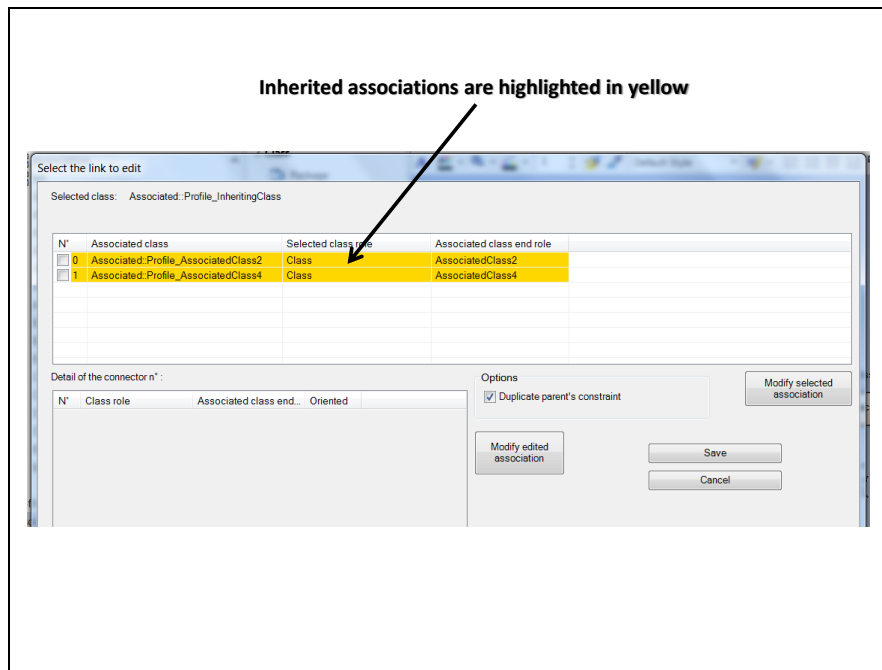 Inherited associations are highlighted in yellow
Select the link to edit
Selected class: Associated::Profile_InheritingClass
N° Associated class Selected class role Associated class end role
0 Associated::Profile_AssociatedClass2 Class AssociatedClass2
1 Associated::Profile_AssociatedClass4 Class AssociatedClass4
Detail of the connector n° :
N° Class role Associated class end... Oriented
Options
Duplicate parent's constraint
Modify selected
association
Modify edited
association
Save
Cancel